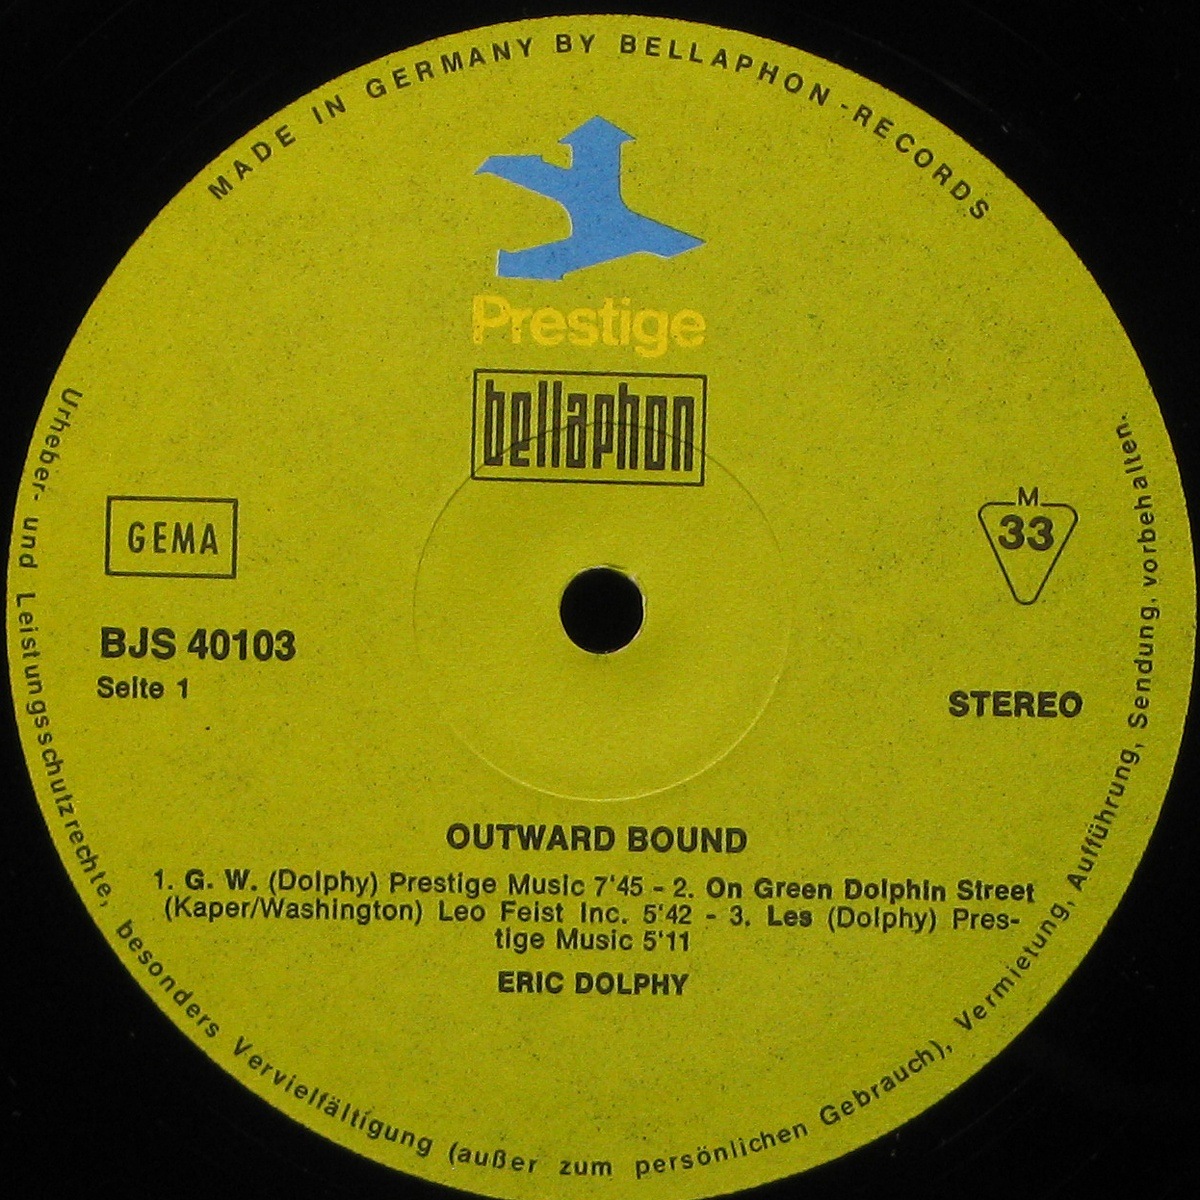 MADE IN GERMANY BY BELLAPHON-RECORDS
Prestige
bellaphon
GEMA
M
33
BJS 40103
Seite 1
STEREO
OUTWARD BOUND
1. G. W. (Dolphy) Prestige Music 7'45 - 2. On Green Dolphin Street
(Kaper/Washington) Leo Feist Inc. 5'42 - 3. Les (Dolphy) Pres-
tige Music 5'11
ERIC DOLPHY
Urheber- und Leistungsschutzrechte, besonders Vervielfältigung (außer zum persönlichen Gebrauch), Vermietung, Aufführung, Sendung, vorbehalten.